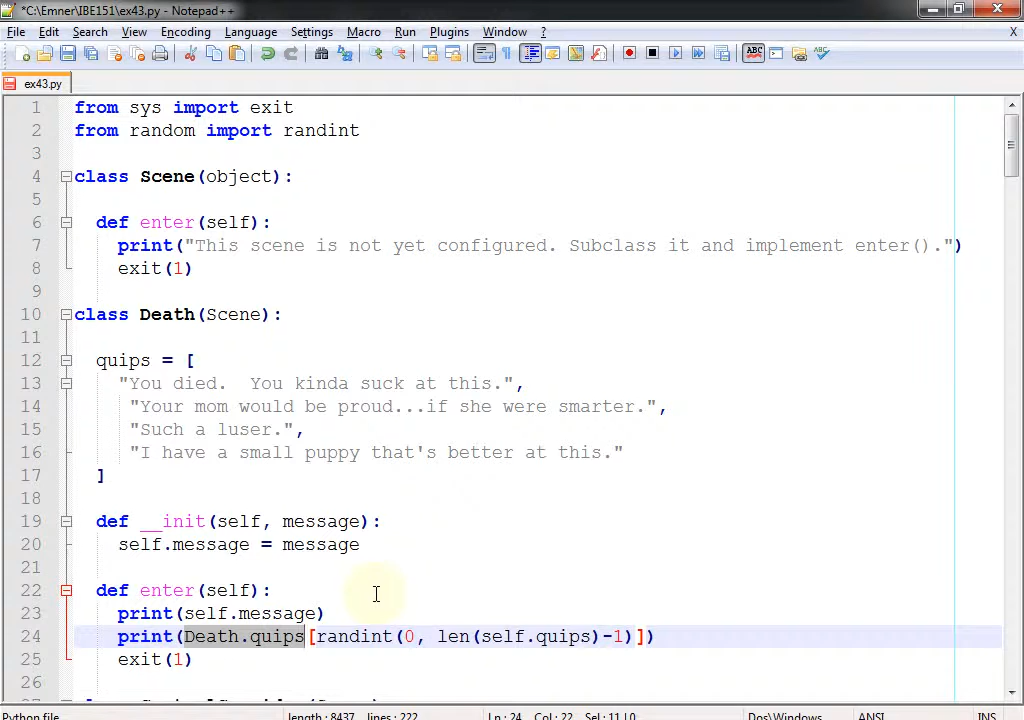 *C:\Emner\IBE151\ex43.py - Notepad++
File Edit Search View Encoding Language Settings Macro Run Plugins Window ? X
ABC ABC
ex43.py
1 from sys import exit
2 from random import randint
3
4 class Scene(object):
5
6 def enter(self):
7 print("This scene is not yet configured. Subclass it and implement enter().")
8 exit(1)
9
10 class Death(Scene):
11
12 quips = [
13 "You died.  You kinda suck at this.",
14 "Your mom would be proud...if she were smarter.",
15 "Such a luser.",
16 "I have a small puppy that's better at this."
17 ]
18
19 def __init(self, message):
20 self.message = message
21
22 def enter(self):
23 print(self.message)
24 print(Death.quips[randint(0, len(self.quips)-1)])
25 exit(1)
26
Python file length : 8437 lines : 222 Ln : 24 Col : 22 Sel : 11 | 0 Dos\Windows ANSI INS